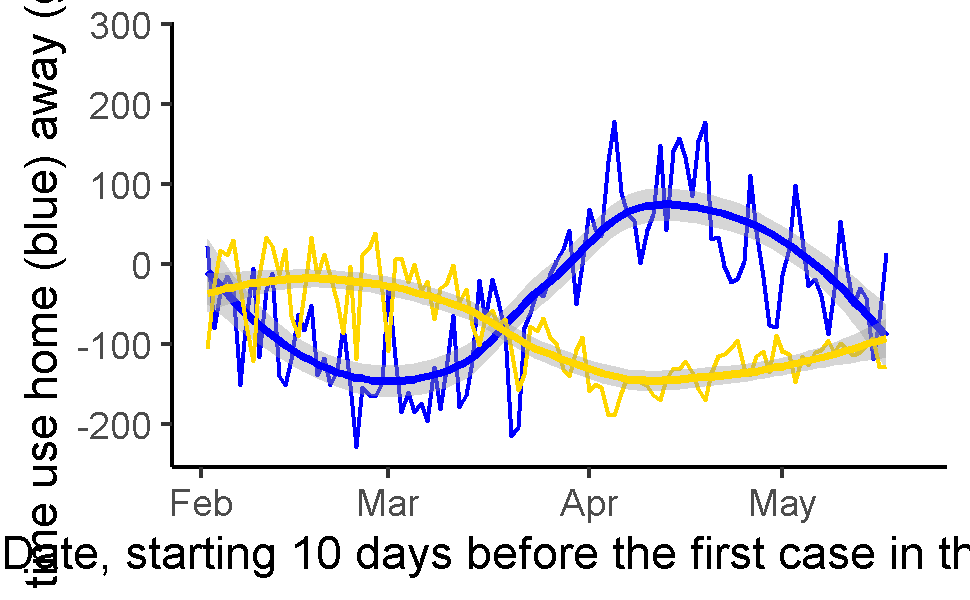 time use home (blue) away (
300
200
100
0
-100
-200
Feb Mar Apr May
Date, starting 10 days before the first case in th